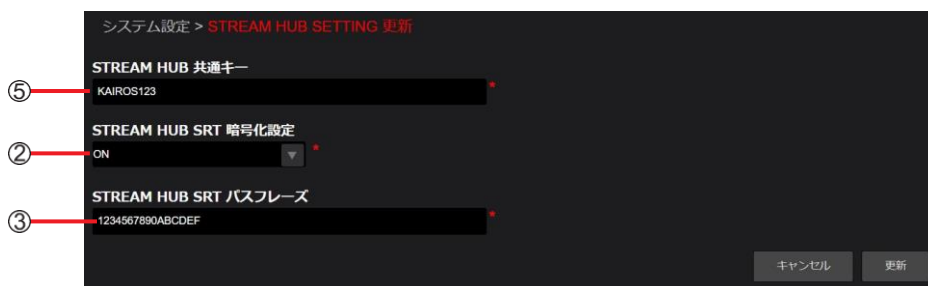 システム設定 > STREAM HUB SETTING 更新
STREAM HUB 共通キー
⑤ KAIROS123 *
STREAM HUB SRT 暗号化設定
② ON ▼ *
STREAM HUB SRT パスフレーズ
③ 1234567890ABCDEF *
キャンセル 更新